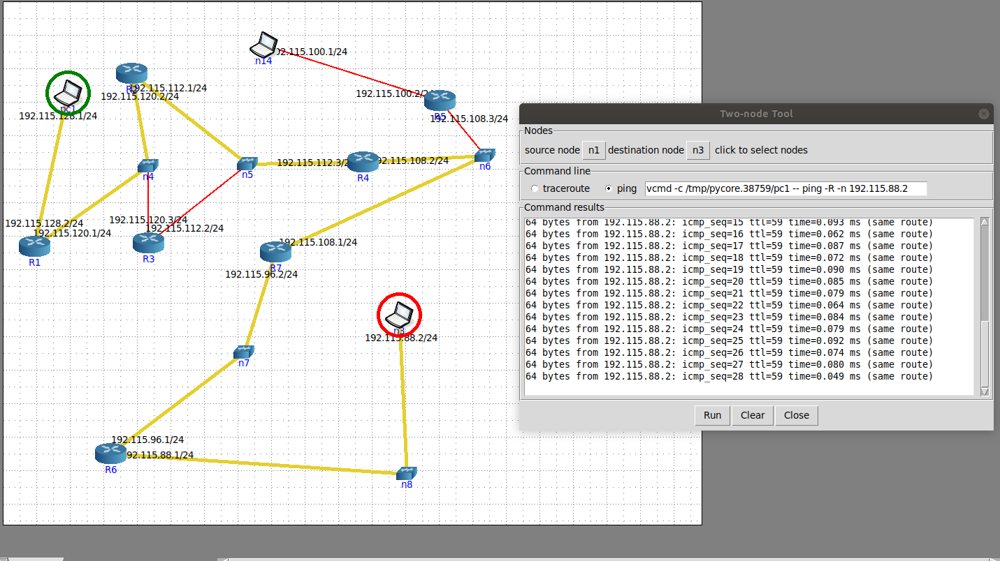 n14
02.115.100.1/24
R2
192.115.112.1/24
192.115.120.2/24
pc1
192.115.128.1/24
192.115.100.2/24
R5
192.115.108.3/24
n4
n5
192.115.112.3/2
R4
92.115.108.2/24
n6
192.115.128.2/24
192.115.120.1/24
R1
192.115.120.3/24
192.115.112.2/24
R3
192.115.108.1/24
R7
192.115.96.2/24
n3
192.115.88.2/24
n7
192.115.96.1/24
92.115.88.1/24
R6
n8
Two-node Tool
Nodes
source node n1 destination node n3 click to select nodes
Command line
traceroute ping vcmd -c /tmp/pycore.38759/pc1 -- ping -R -n 192.115.88.2
Command results
64 bytes from 192.115.88.2: icmp_seq=15 ttl=59 time=0.093 ms (same route)
64 bytes from 192.115.88.2: icmp_seq=16 ttl=59 time=0.062 ms (same route)
64 bytes from 192.115.88.2: icmp_seq=17 ttl=59 time=0.087 ms (same route)
64 bytes from 192.115.88.2: icmp_seq=18 ttl=59 time=0.072 ms (same route)
64 bytes from 192.115.88.2: icmp_seq=19 ttl=59 time=0.090 ms (same route)
64 bytes from 192.115.88.2: icmp_seq=20 ttl=59 time=0.085 ms (same route)
64 bytes from 192.115.88.2: icmp_seq=21 ttl=59 time=0.079 ms (same route)
64 bytes from 192.115.88.2: icmp_seq=22 ttl=59 time=0.064 ms (same route)
64 bytes from 192.115.88.2: icmp_seq=23 ttl=59 time=0.084 ms (same route)
64 bytes from 192.115.88.2: icmp_seq=24 ttl=59 time=0.079 ms (same route)
64 bytes from 192.115.88.2: icmp_seq=25 ttl=59 time=0.092 ms (same route)
64 bytes from 192.115.88.2: icmp_seq=26 ttl=59 time=0.074 ms (same route)
64 bytes from 192.115.88.2: icmp_seq=27 ttl=59 time=0.080 ms (same route)
64 bytes from 192.115.88.2: icmp_seq=28 ttl=59 time=0.049 ms (same route)
Run Clear Close